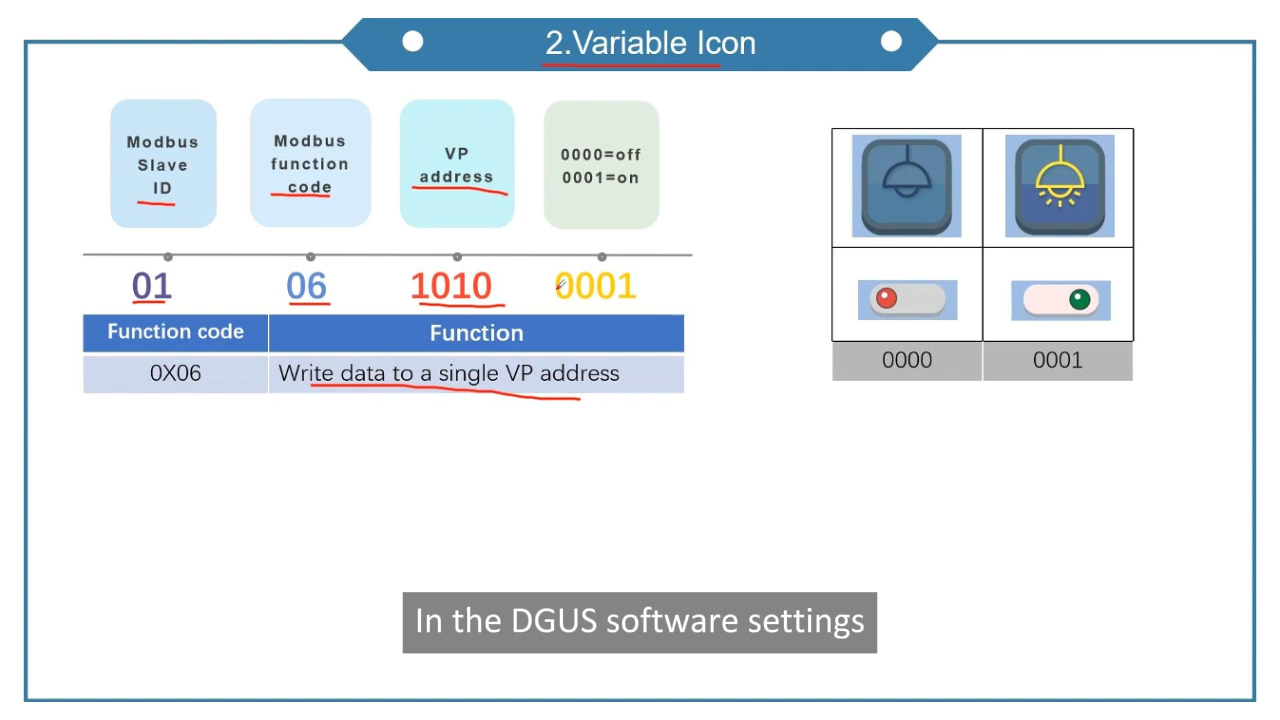 2.Variable Icon
Modbus
Slave
ID
Modbus
function
code
VP
address
0000=off
0001=on
01 06 1010 0001
Function code Function
0X06 Write data to a single VP address
0000 0001
In the DGUS software settings